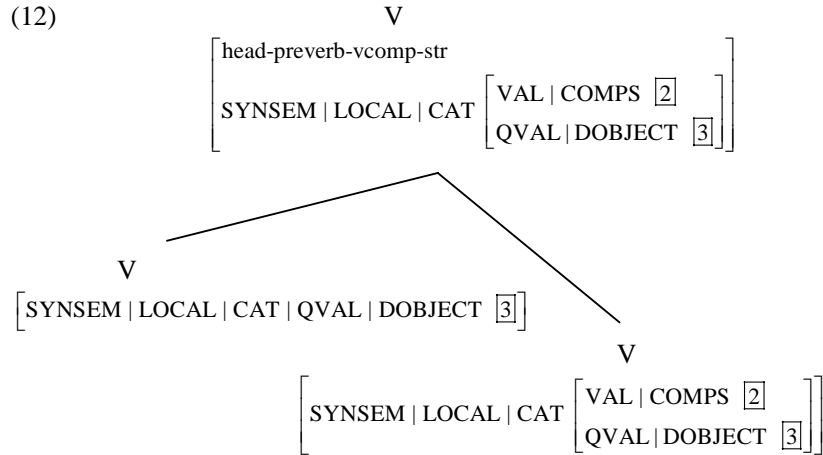 (12)
V
head-preverb-vcomp-str
SYNSEM | LOCAL | CAT [VAL | COMPS [2]
QVAL | DOBJECT [3]]
V
[SYNSEM | LOCAL | CAT | QVAL | DOBJECT [3]]
V
[SYNSEM | LOCAL | CAT [VAL | COMPS [2]
QVAL | DOBJECT [3]]]